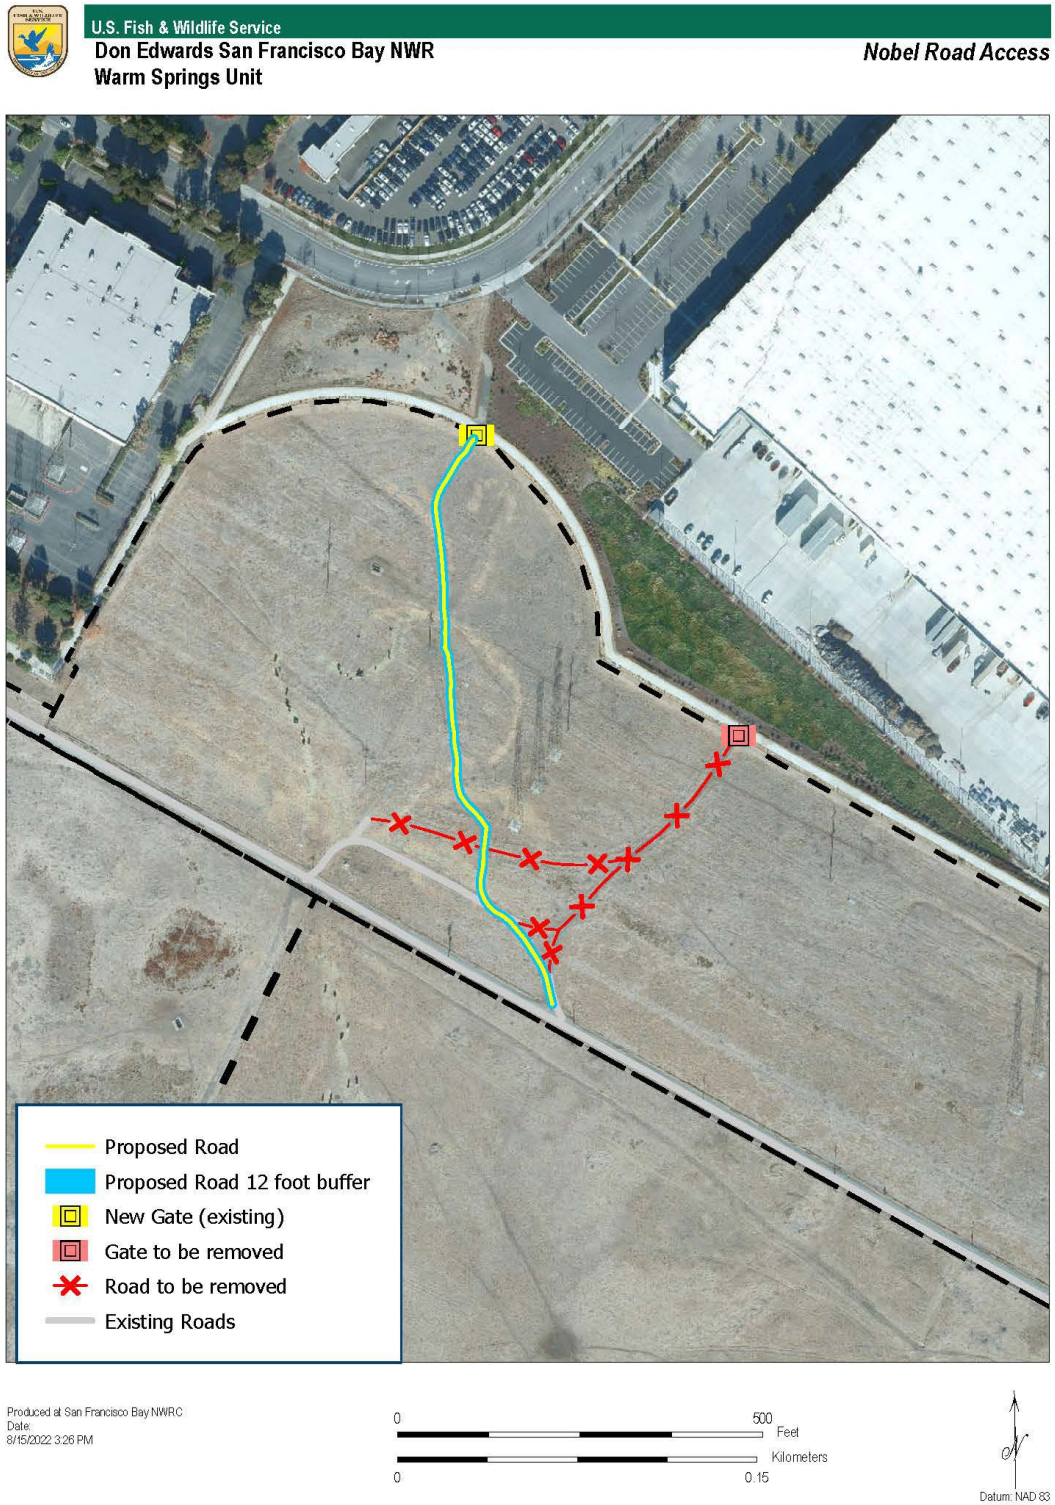 U.S.
FISH & WILDLIFE
SERVICE
U.S. Fish & Wildlife Service
Don Edwards San Francisco Bay NWR
Nobel Road Access
Warm Springs Unit
Proposed Road
Proposed Road 12 foot buffer
New Gate (existing)
Gate to be removed
Road to be removed
Existing Roads
Produced at San Francisco Bay NWRC
Date:
8/15/2022 3:26 PM
0 500
Feet
Kilometers
0 0.15
N
Datum: NAD 83